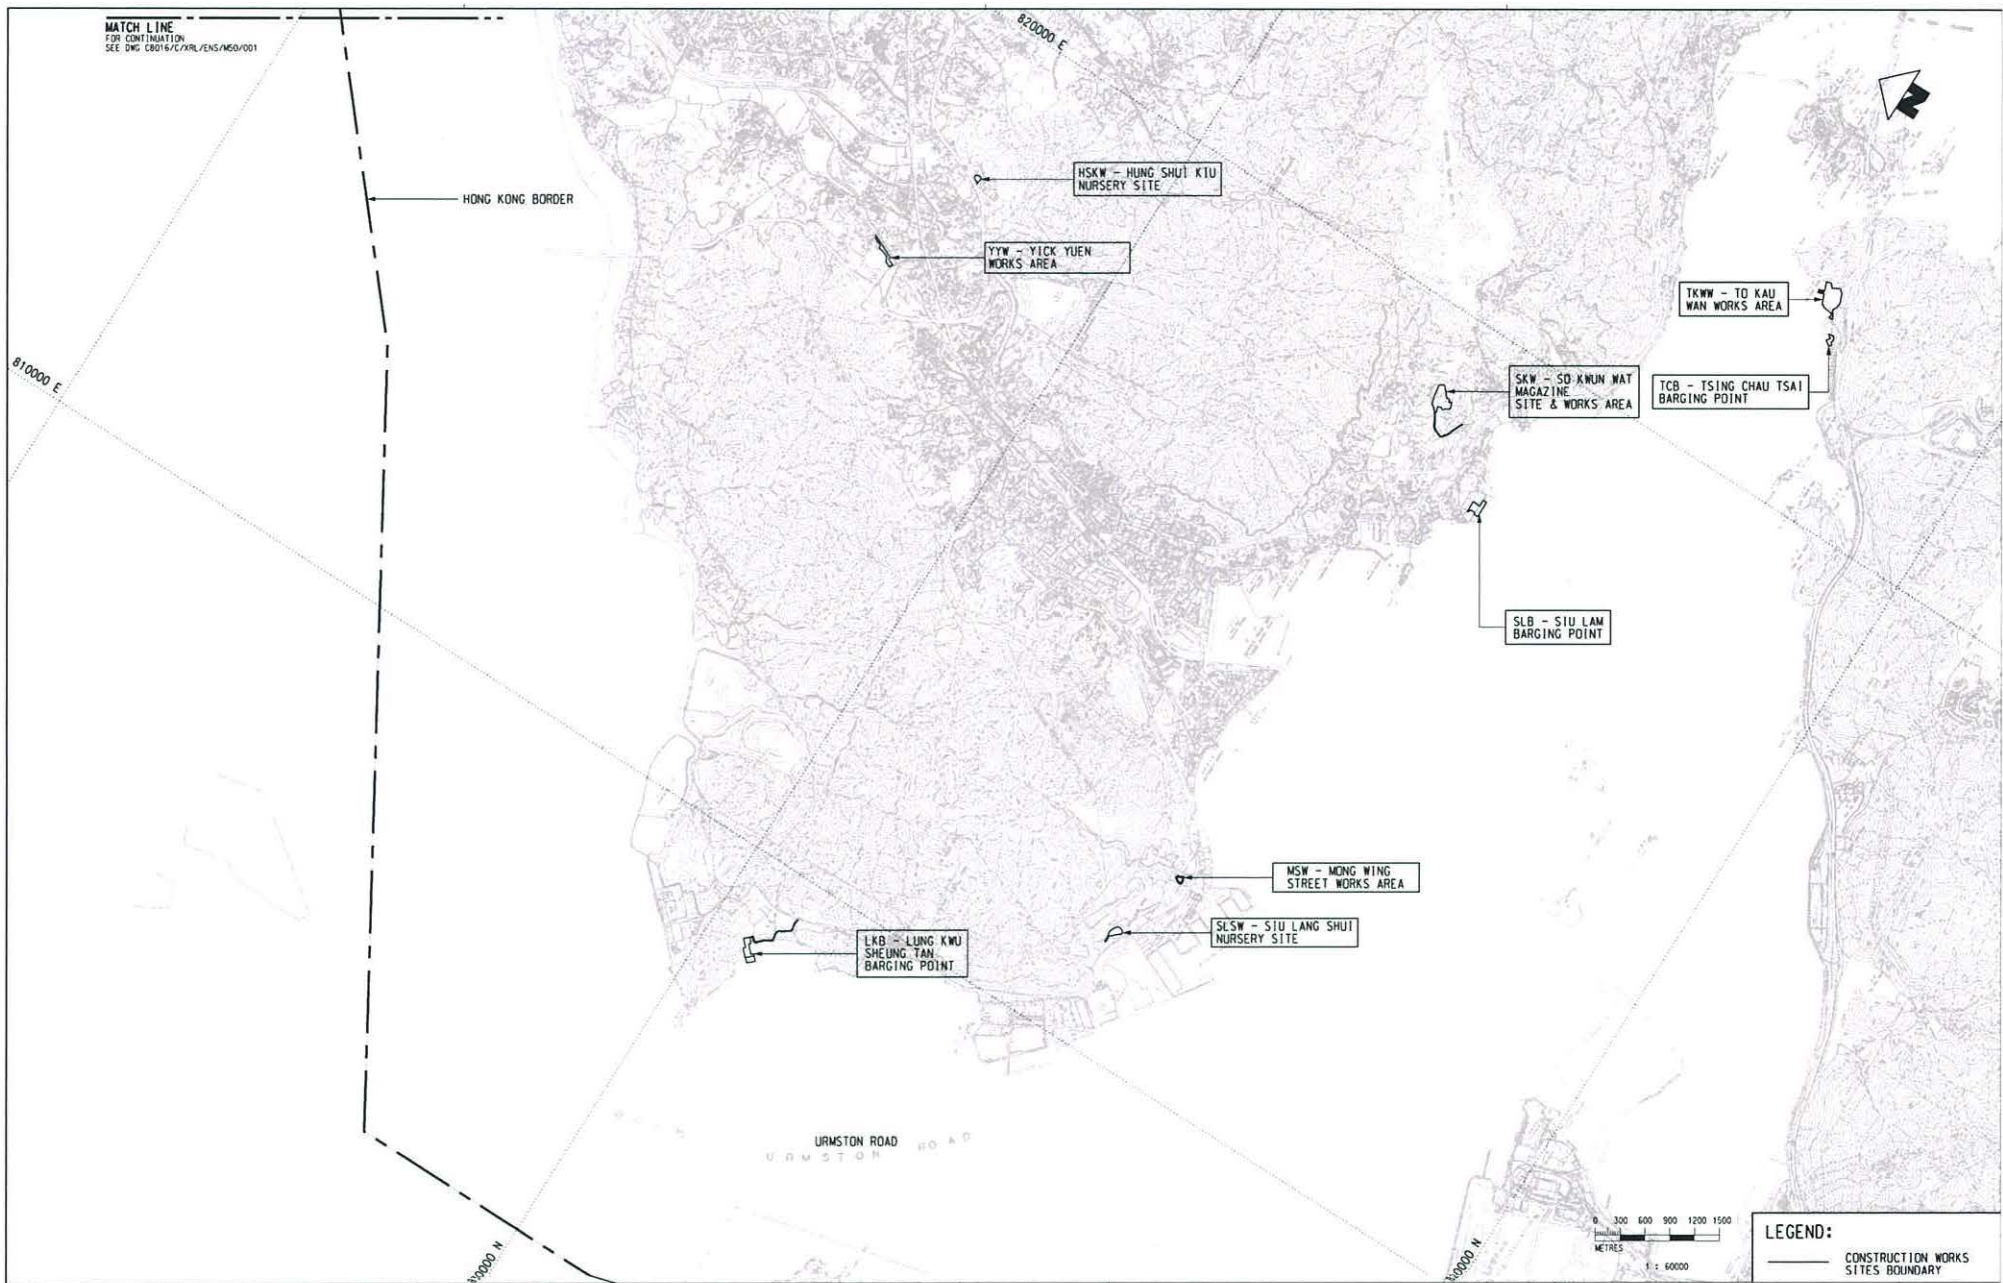 MATCH LINE
FOR CONTINUATION
SEE DWG C8016/C/XRL/ENS/M50/001
820000 E
HONG KONG BORDER
HSKW - HUNG SHUI KIU
NURSERY SITE
YYW - YICK YUEN
WORKS AREA
TKWW - TO KAU
WAN WORKS AREA
810000 E
SKW - SO KWUN WAT
MAGAZINE
SITE & WORKS AREA
TCB - TSING CHAU TSAI
BARGING POINT
SLB - SIU LAM
BARGING POINT
MSW - MONG WING
STREET WORKS AREA
SLSW - SIU LANG SHUI
NURSERY SITE
LKB - LUNG KWU
SHEUNG TAN
BARGING POINT
URMSTON ROAD
URMSTON ROAD
0 300 600 900 1200 1500
METRES
1 : 60000
LEGEND:
CONSTRUCTION WORKS
SITES BOUNDARY